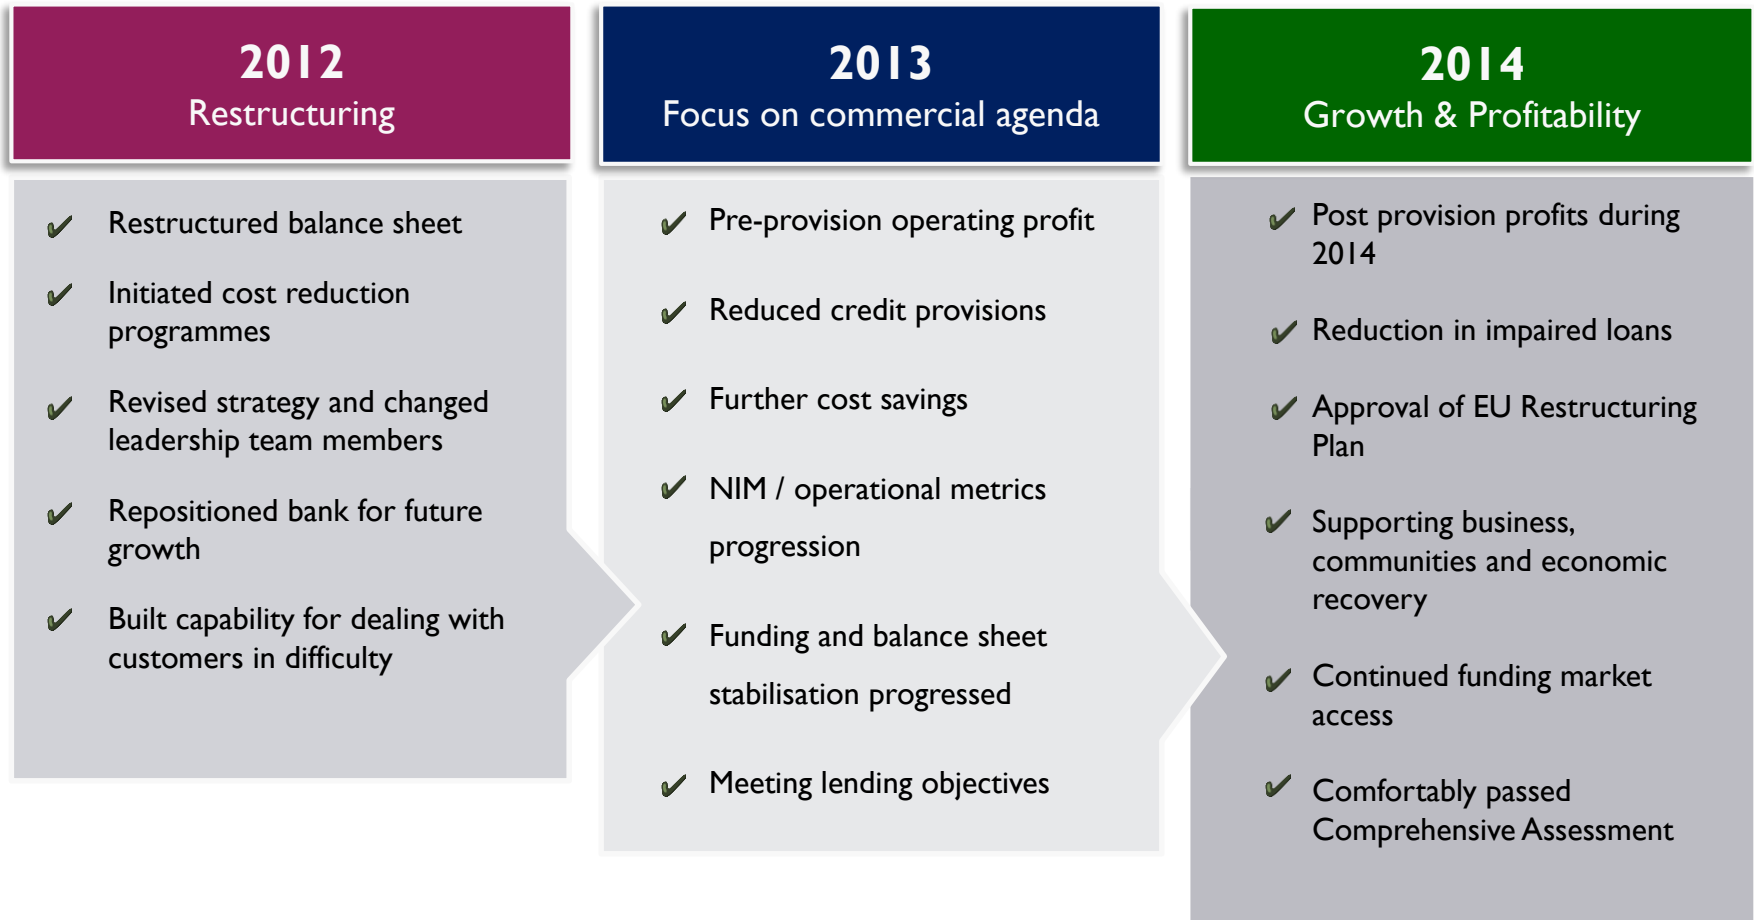 2012
Restructuring
Restructured balance sheet
Initiated cost reduction
programmes
Revised strategy and changed
leadership team members
Repositioned bank for future
growth
Built capability for dealing with
customers in difficulty
2013
Focus on commercial agenda
Pre-provision operating profit
Reduced credit provisions
Further cost savings
NIM / operational metrics
progression
Funding and balance sheet
stabilisation progressed
Meeting lending objectives
2014
Growth & Profitability
Post provision profits during
2014
Reduction in impaired loans
Approval of EU Restructuring
Plan
Supporting business,
communities and economic
recovery
Continued funding market
access
Comfortably passed
Comprehensive Assessment